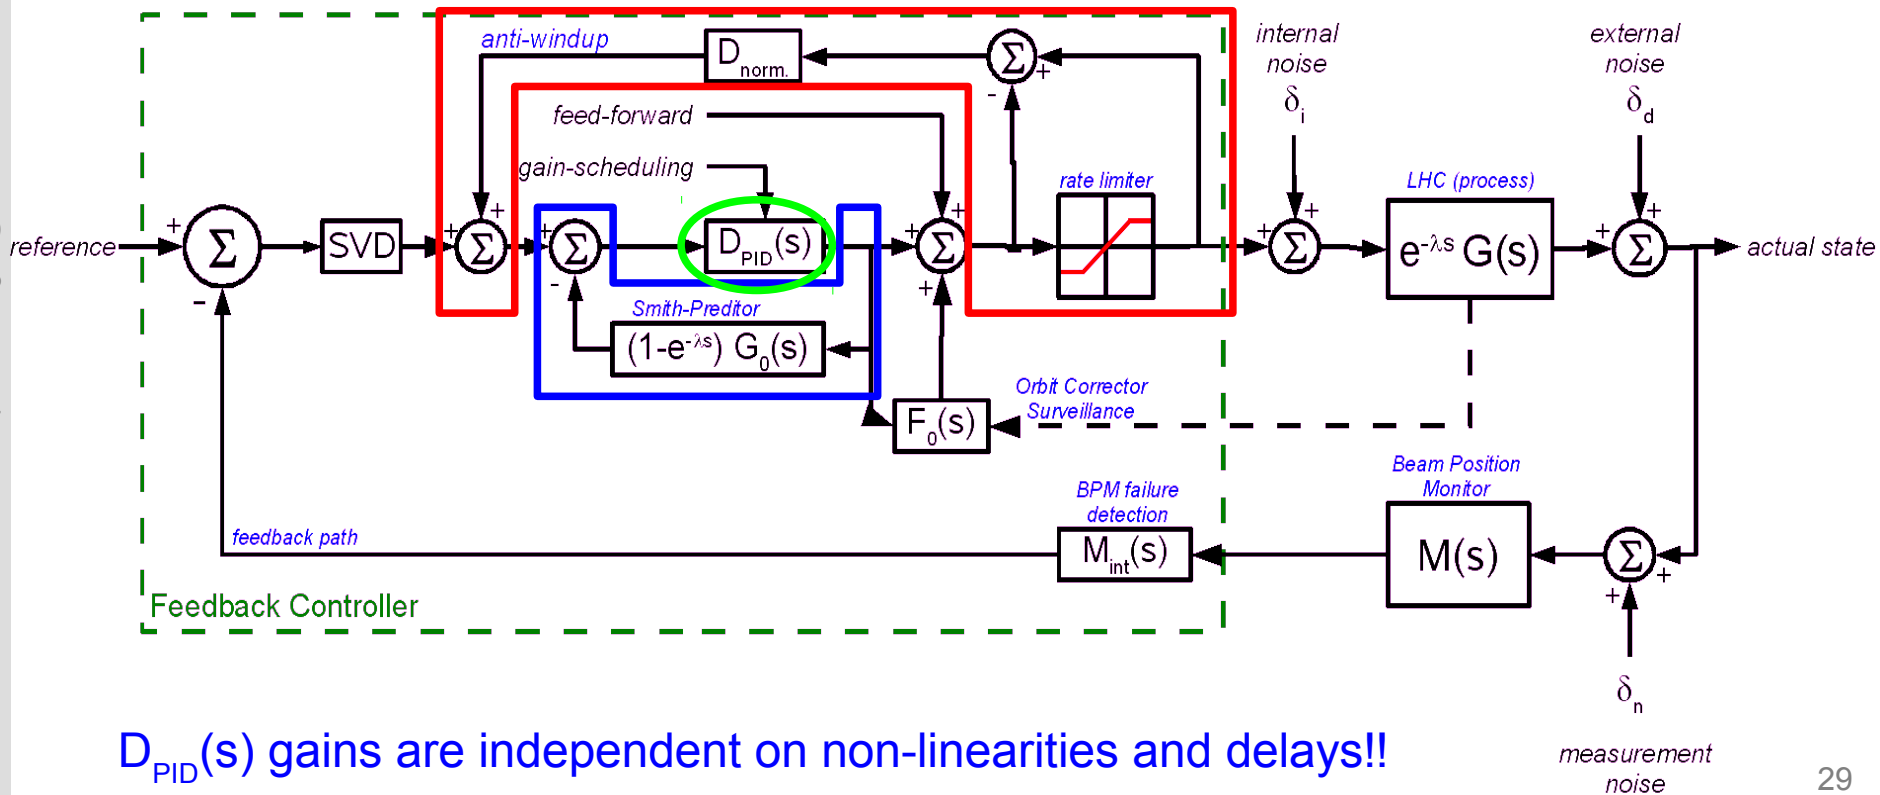 anti-windup
D norm.
Σ
+
-
internal
noise
δi
external
noise
δd
feed-forward
gain-scheduling
rate limiter
LHC (process)
reference
+
Σ
-
SVD
+
+
Σ
+
Σ
-
DPID(s)
+
+
Σ
+
+
+
Σ
e-λs G(s)
+
+
Σ
actual state
Smith-Preditor
(1-e-λs) G0(s)
Orbit Corrector
Surveillance
F0(s)
Beam Position
Monitor
BPM failure
detection
feedback path
Mint(s)
M(s)
Σ
+
+
Feedback Controller
δn
measurement
noise
DPID(s) gains are independent on non-linearities and delays!!
29